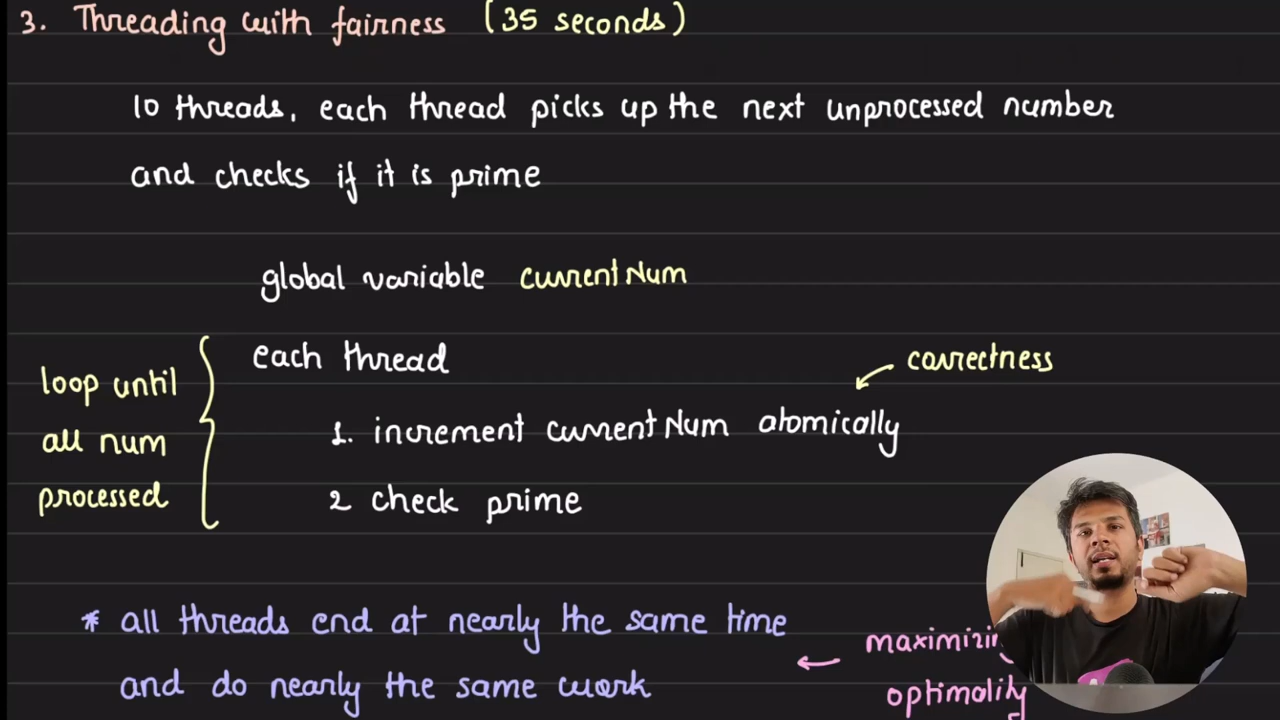 3. Threading with fairness (35 seconds)
10 threads, each thread picks up the next unprocessed number
and checks if it is prime
global variable currentNum
each thread
correctness
loop until
all num
processed
1. increment currentNum atomically
2 check prime
* all threads end at nearly the same time
and do nearly the same work
optimality